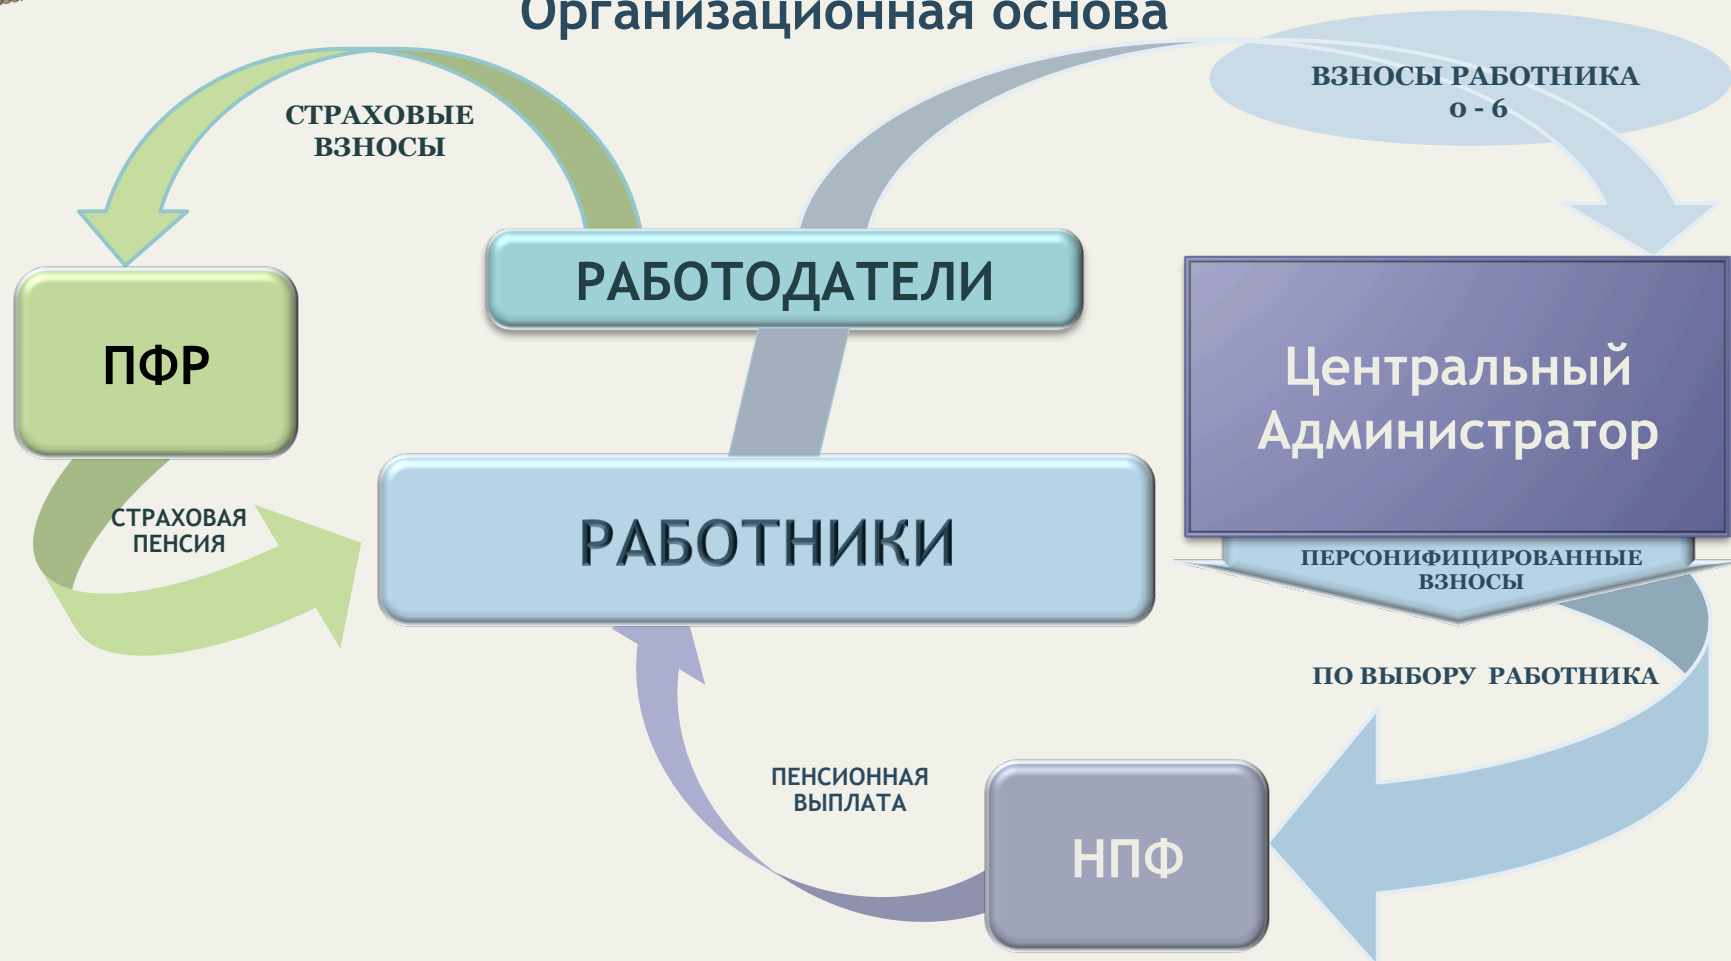 Организационная основа
СТРАХОВЫЕ
ВЗНОСЫ
ВЗНОСЫ РАБОТНИКА
0 - 6
РАБОТОДАТЕЛИ
ПФР
Центральный
Администратор
СТРАХОВАЯ
ПЕНСИЯ
РАБОТНИКИ
ПЕРСОНИФИЦИРОВАННЫЕ
ВЗНОСЫ
ПО ВЫБОРУ РАБОТНИКА
ПЕНСИОННАЯ
ВЫПЛАТА
НПФ